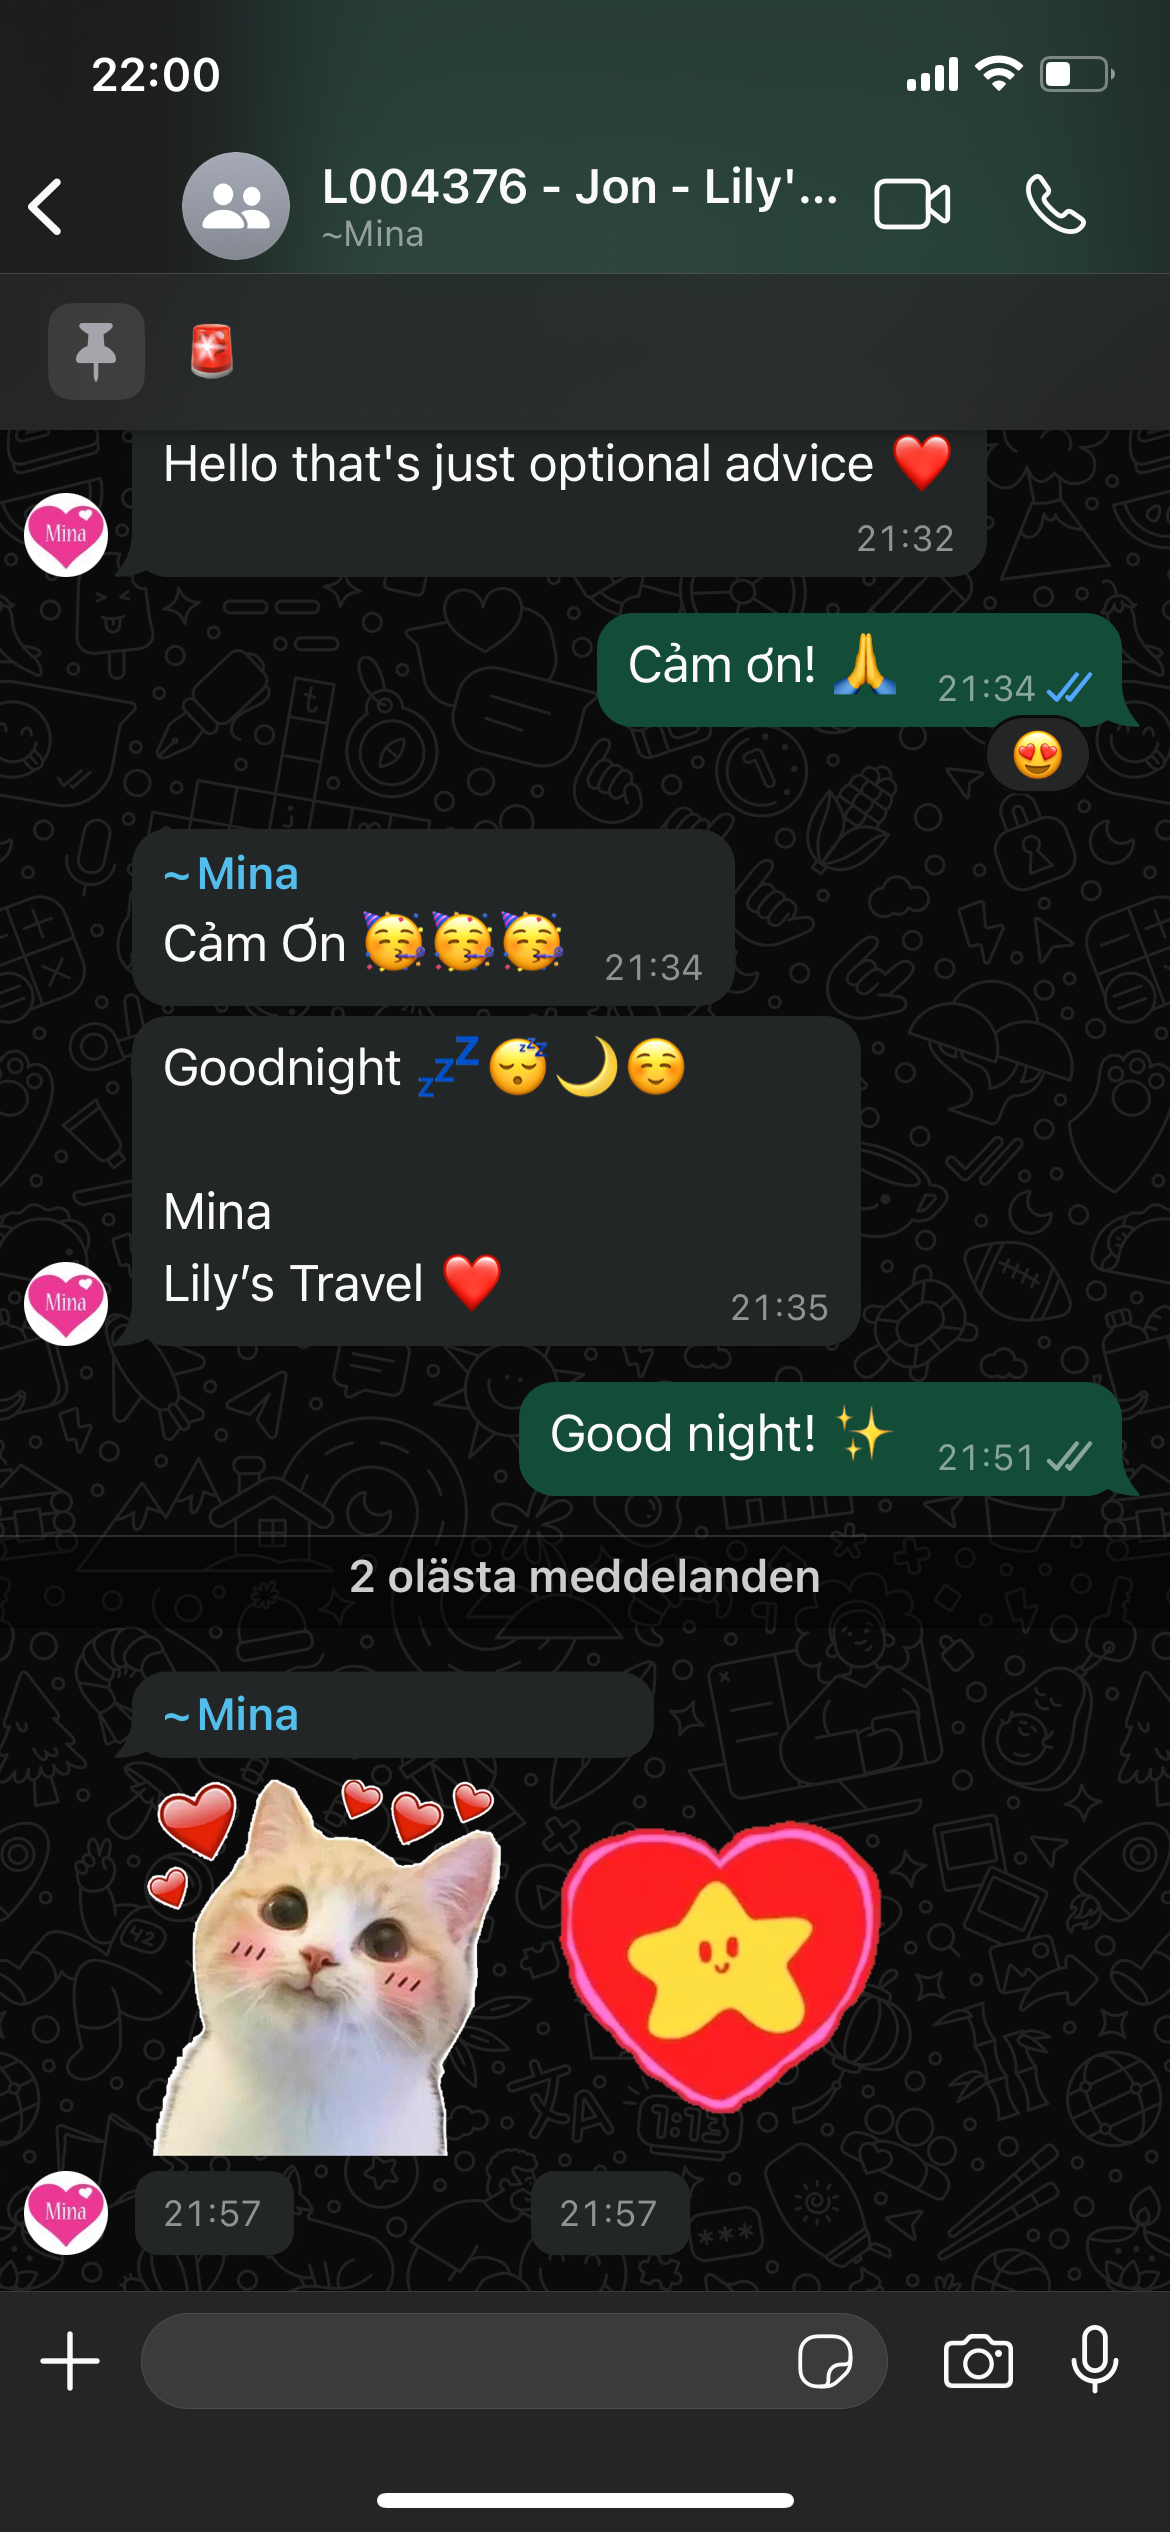 22:00
L004376 - Jon - Lily'...
~Mina
🚨
Hello that's just optional advice ❤️
Mina
21:32
Cảm ơn! 🙏
21:34
😍
~ Mina
Cảm Ơn 🥳🥳🥳
21:34
Goodnight 💤😴🌙☺️
Mina
Lily’s Travel ❤️
Mina
21:35
Good night! ✨
21:51
2 olästa meddelanden
~ Mina
Mina
21:57
21:57